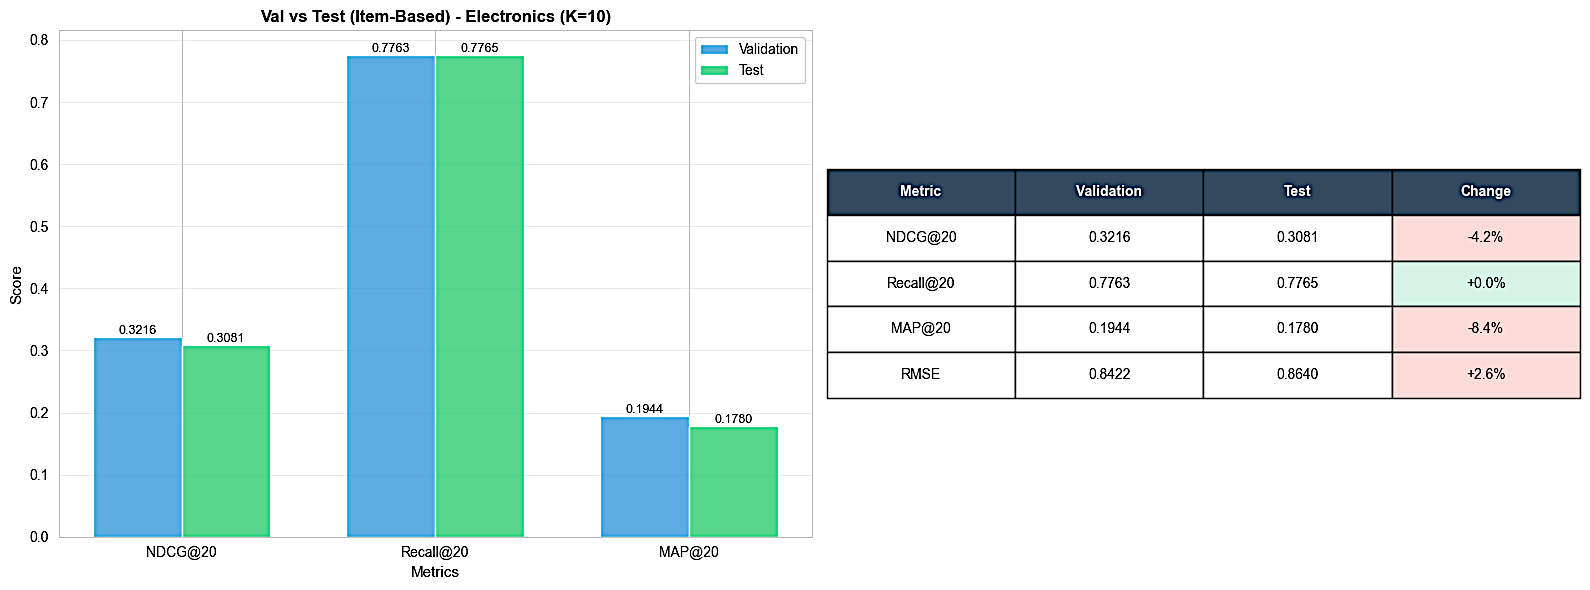 Val vs Test (Item-Based) - Electronics (K=10)
Validation
Test
0.8
0.7
0.6
0.5
0.4
0.3
0.2
0.1
0.0
Score
0.3216
0.3081
0.7763
0.7765
0.1944
0.1780
NDCG@20
Recall@20
MAP@20
Metrics
Metric Validation Test Change
NDCG@20 0.3216 0.3081 -4.2%
Recall@20 0.7763 0.7765 +0.0%
MAP@20 0.1944 0.1780 -8.4%
RMSE 0.8422 0.8640 +2.6%